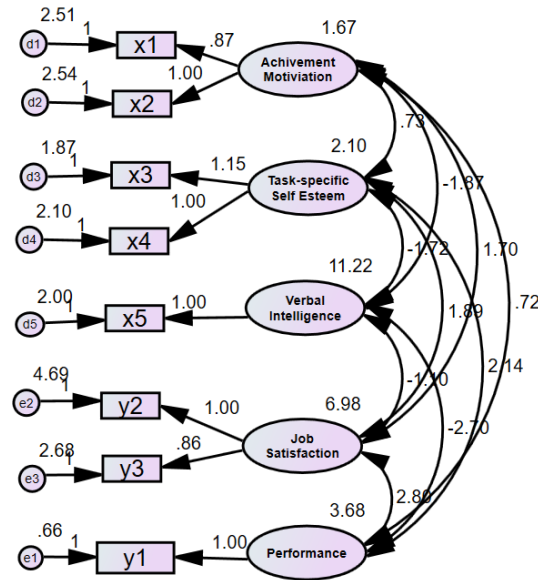 2.51
1.67
d1
1
x1
.87
Achivement
Motiviation
2.54
d2
1
x2
1.00
.73
2.10
1.87
d3
1
x3
1.15
Task-specific
Self Esteem
-1.87
2.10
d4
1
x4
1.00
-1.72
1.70
11.22
2.00
d5
1
x5
1.00
Verbal
Intelligence
1.89
.72
4.69
e2
1
y2
1.00
-1.10
2.14
6.98
2.68
e3
1
y3
.86
Job
Satisfaction
-2.70
2.80
3.68
.66
e1
1
y1
1.00
Performance